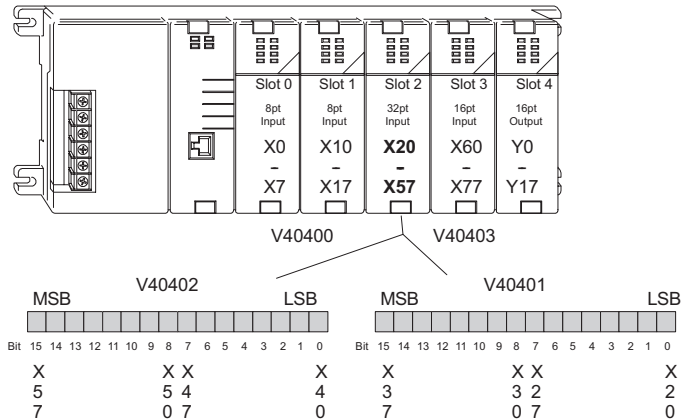 Slot 0 Slot 1 Slot 2 Slot 3 Slot 4
8pt 8pt 32pt 16pt 16pt
Input Input Input Input Output
X0 X10 X20 X60 Y0
- - - - -
X7 X17 X57 X77 Y17
V40400 V40403
V40402 V40401
MSB LSB MSB LSB
Bit 15 14 13 12 11 10 9 8 7 6 5 4 3 2 1 0 Bit 15 14 13 12 11 10 9 8 7 6 5 4 3 2 1 0
X X X X X X X X
5 5 4 4 3 3 2 2
7 0 7 0 7 0 7 0